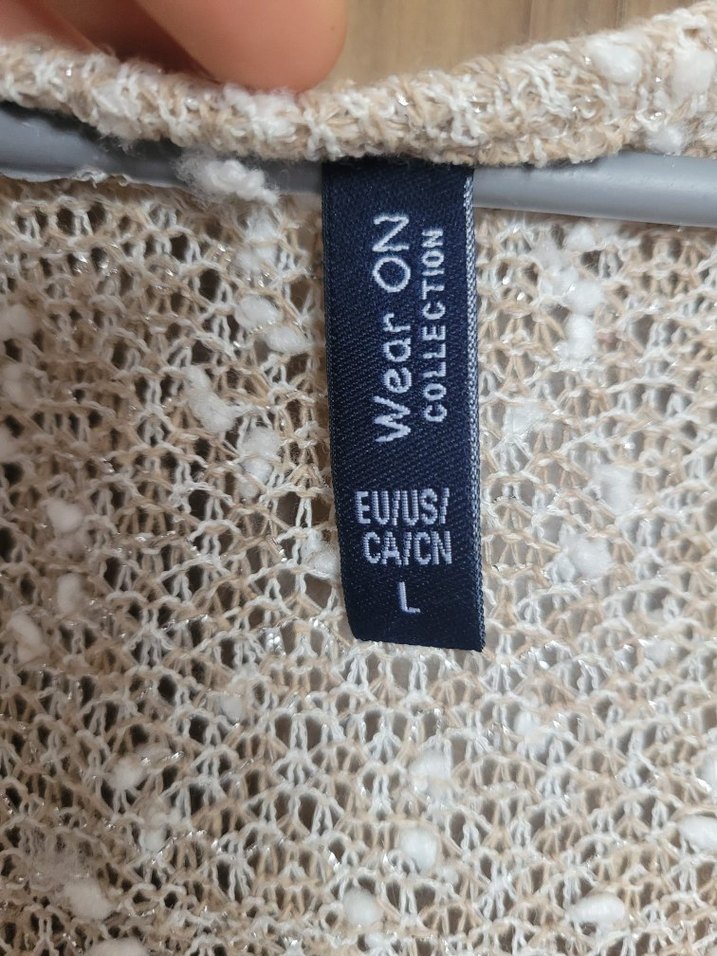 Wear ON
COLLECTION
EU/US/
CA/CN
L